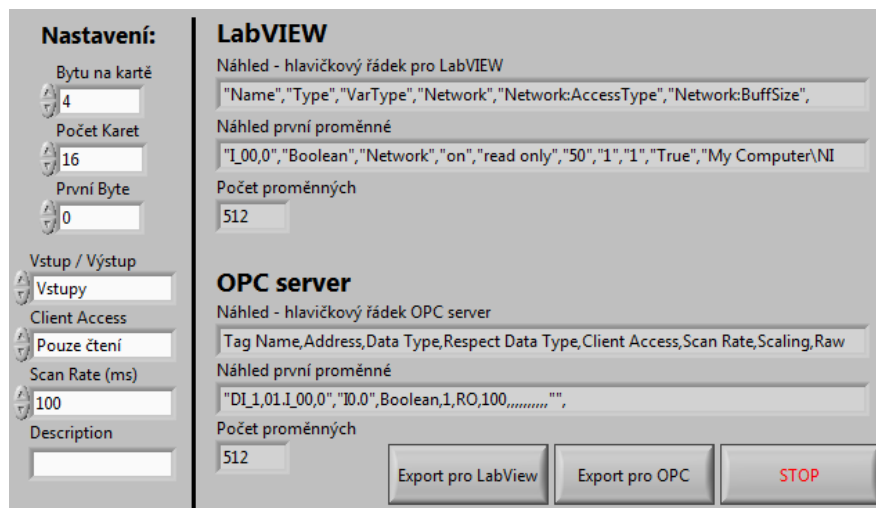 Nastavení:
Bytu na kartě
4
Počet Karet
16
První Byte
0
Vstup / Výstup
Vstupy
Client Access
Pouze čtení
Scan Rate (ms)
100
Description
LabVIEW
Náhled - hlavičkový řádek pro LabVIEW
"Name","Type","VarType","Network","Network:AccessType","Network:BuffSize",
Náhled první proměnné
"I_00,0","Boolean","Network","on","read only","50","1","1","True","My Computer\NI
Počet proměnných
512
OPC server
Náhled - hlavičkový řádek OPC server
Tag Name,Address,Data Type,Respect Data Type,Client Access,Scan Rate,Scaling,Raw
Náhled první proměnné
"DI_1,01.I_00,0","I0.0",Boolean,1,RO,100,,,,,,,,,,"",
Počet proměnných
512
Export pro LabView
Export pro OPC
STOP